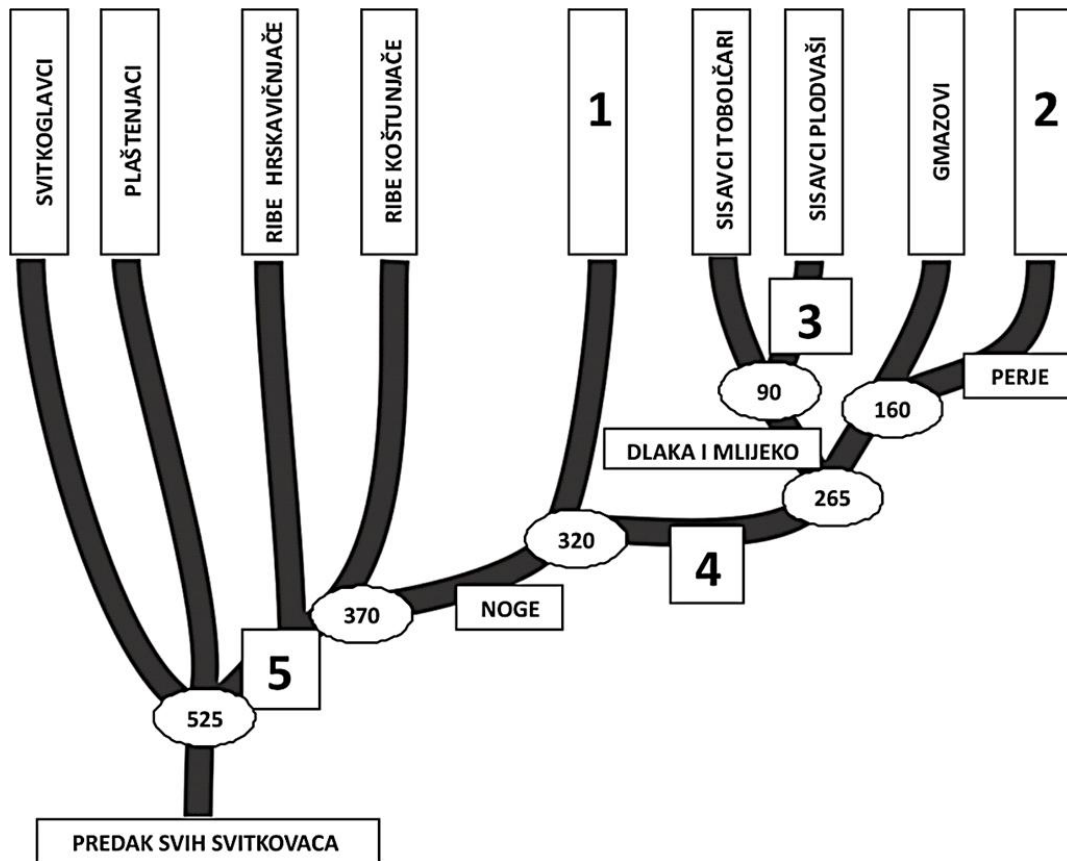 SVITKOGLAVCI
PLAŠTENJACI
RIBE HRSKAVIČNJAČE
RIBE KOŠTUNJAČE
1
SISAVCI TOBOLČARI
SISAVCI PLODVAŠI
GMAZOVI
2
3
90
160
PERJE
DLAKA I MLIJEKO
265
320
4
370
NOGE
5
525
PREDAK SVIH SVITKOVACA